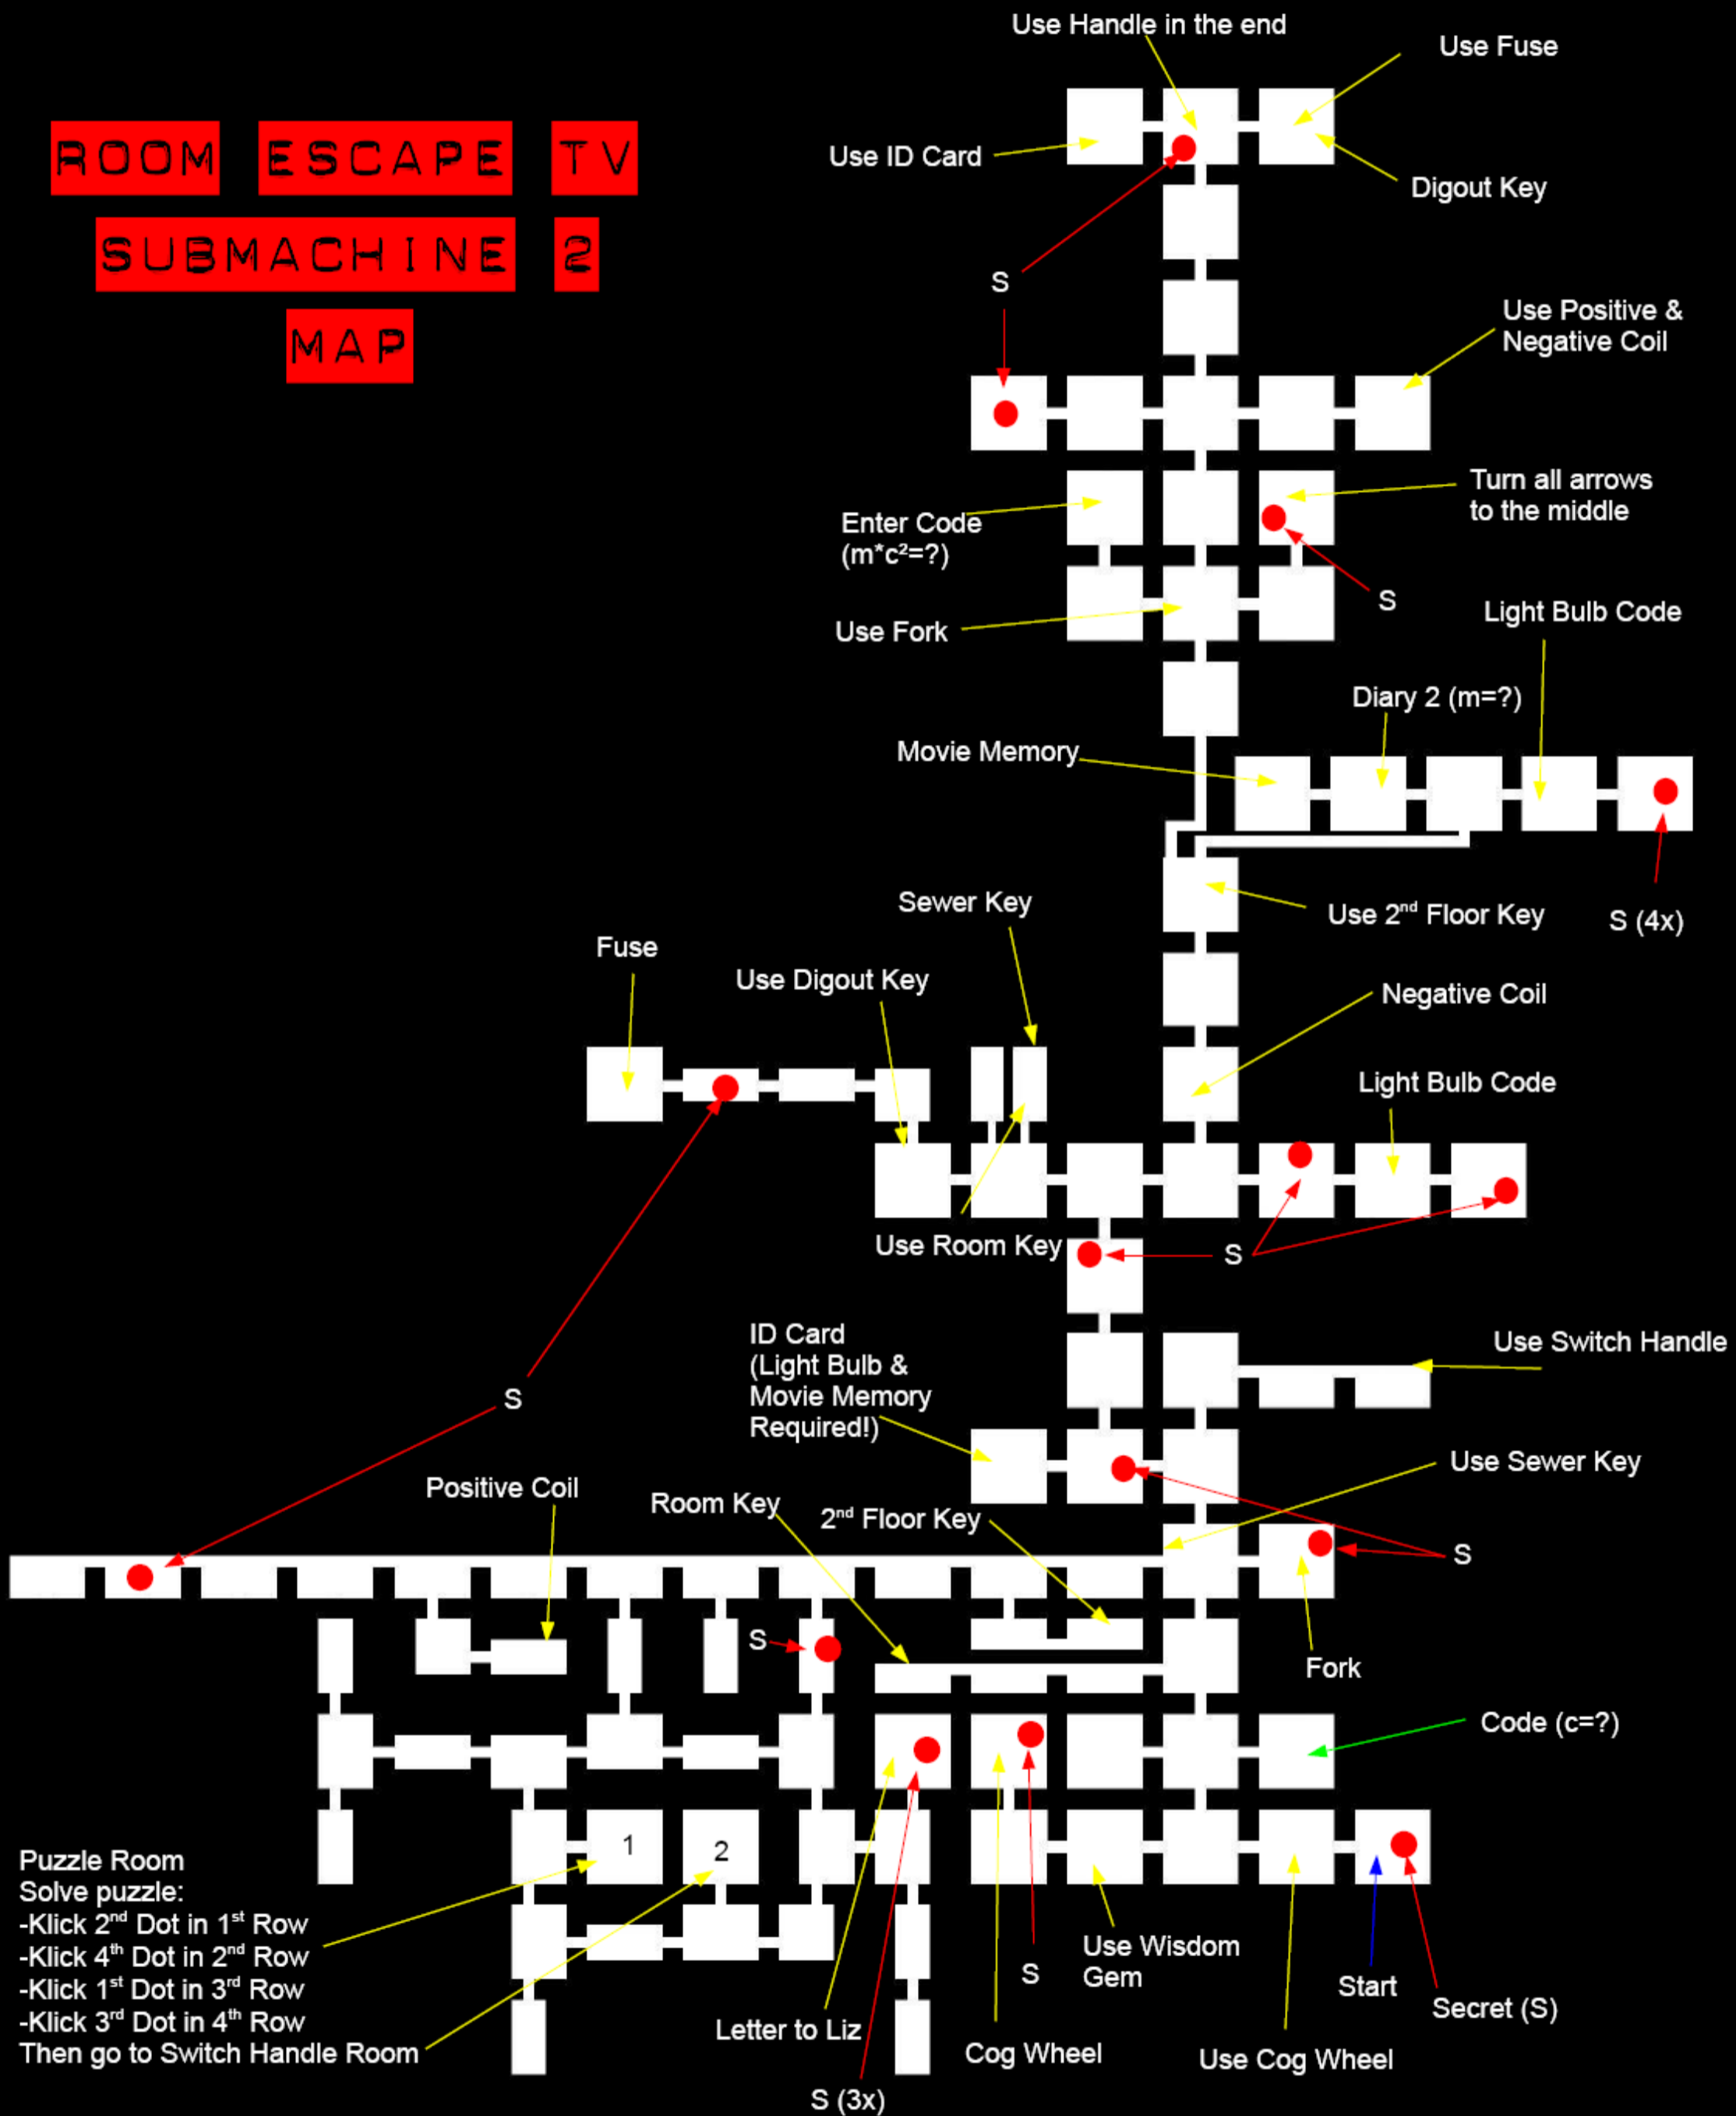 Use Handle in the end
Use Fuse
ROOM ESCAPE TV
SUBMACHINE 2
MAP
Use ID Card
Digout Key
S
Use Positive &
Negative Coil
Turn all arrows
to the middle
Enter Code
(m*c²=?)
S
Light Bulb Code
Use Fork
Diary 2 (m=?)
Movie Memory
Sewer Key
Use 2nd Floor Key
S (4x)
Fuse
Use Digout Key
Negative Coil
Light Bulb Code
Use Room Key
S
ID Card
(Light Bulb &
Movie Memory
Required!)
Use Switch Handle
S
Use Sewer Key
Positive Coil
Room Key
2nd Floor Key
S
S
Fork
Code (c=?)
1
2
Puzzle Room
Solve puzzle:
-Klick 2nd Dot in 1st Row
-Klick 4th Dot in 2nd Row
-Klick 1st Dot in 3rd Row
-Klick 3rd Dot in 4th Row
Then go to Switch Handle Room
Use Wisdom
Gem
S
Start
Secret (S)
Letter to Liz
Cog Wheel
Use Cog Wheel
S (3x)